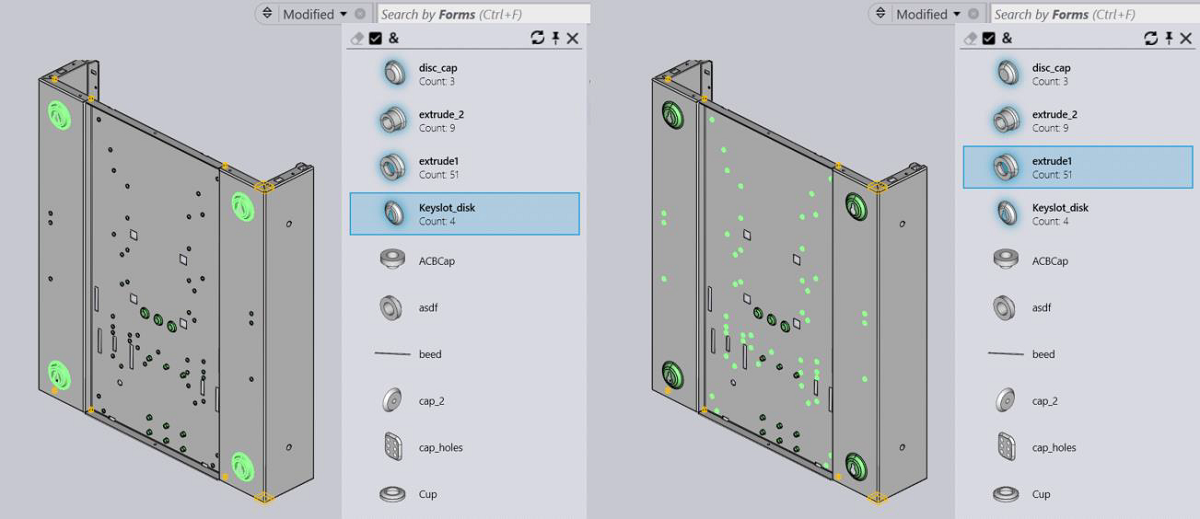 Modified
Search by Forms (Ctrl+F)
&
disc_cap
Count: 3
extrude_2
Count: 9
extrude1
Count: 51
Keyslot_disk
Count: 4
ACBCap
asdf
beed
cap_2
cap_holes
Cup
Modified
Search by Forms (Ctrl+F)
&
disc_cap
Count: 3
extrude_2
Count: 9
extrude1
Count: 51
Keyslot_disk
Count: 4
ACBCap
asdf
beed
cap_2
cap_holes
Cup